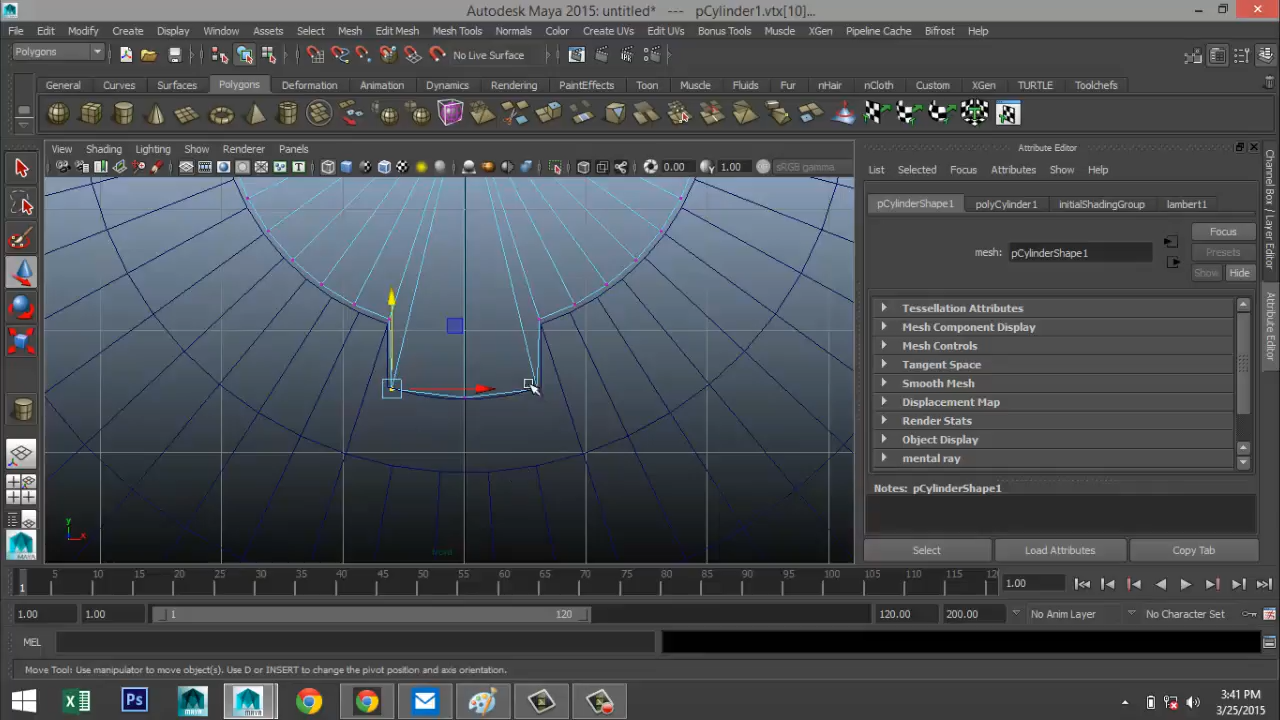 Autodesk Maya 2015: untitled* --- pCylinder1.vtx[10]...
File Edit Modify Create Display Window Assets Select Mesh Edit Mesh Mesh Tools Normals Color Create UVs Edit UVs Bonus Tools Muscle XGen Pipeline Cache Bifrost Help
Polygons No Live Surface
General Curves Surfaces Polygons Deformation Animation Dynamics Rendering PaintEffects Toon Muscle Fluids Fur nHair nCloth Custom XGen TURTLE Toolchefs
View Shading Lighting Show Renderer Panels
0.00 1.00 sRGB gamma
Attribute Editor
List Selected Focus Attributes Show Help
pCylinderShape1 polyCylinder1 initialShadingGroup lambert1
Focus
mesh: pCylinderShape1
Presets
Show Hide
Tessellation Attributes
Mesh Component Display
Mesh Controls
Tangent Space
Smooth Mesh
Displacement Map
Render Stats
Object Display
mental ray
Notes: pCylinderShape1
Select Load Attributes Copy Tab
Channel Box / Layer Editor
Attribute Editor
y
x
front
1 5 10 15 20 25 30 35 40 45 50 55 60 65 70 75 80 85 90 95 100 105 110 115 120 1.00
1.00 1.00 1 120 120.00 200.00 No Anim Layer No Character Set
MEL
Move Tool: Use manipulator to move object(s). Use D or INSERT to change the pivot position and axis orientation.
3:41 PM
3/25/2015